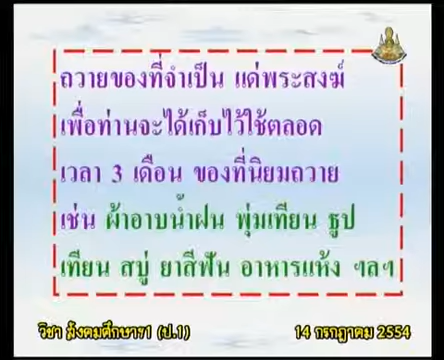 ถวายของที่จำเป็น แด่พระสงฆ์
เพื่อท่านจะได้เก็บไว้ใช้ตลอด
เวลา 3 เดือน ของที่นิยมถวาย
เช่น ผ้าอาบน้ำฝน พุ่มเทียน ธูป
เทียน สบู่ ยาสีฟัน อาหารแห้ง ฯลฯ
วิชา สังคมศึกษาฯ1 (ป.1)
14 กรกฎาคม 2554